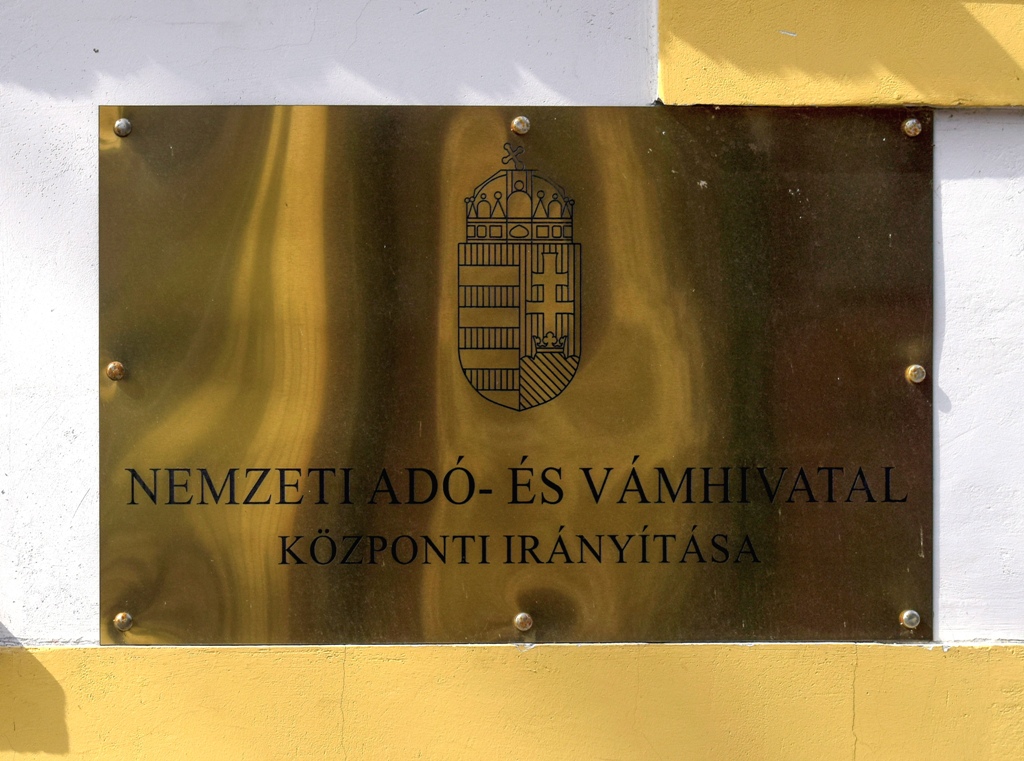 NEMZETI ADÓ- ÉS VÁMHIVATAL
KÖZPONTI IRÁNYÍTÁSA